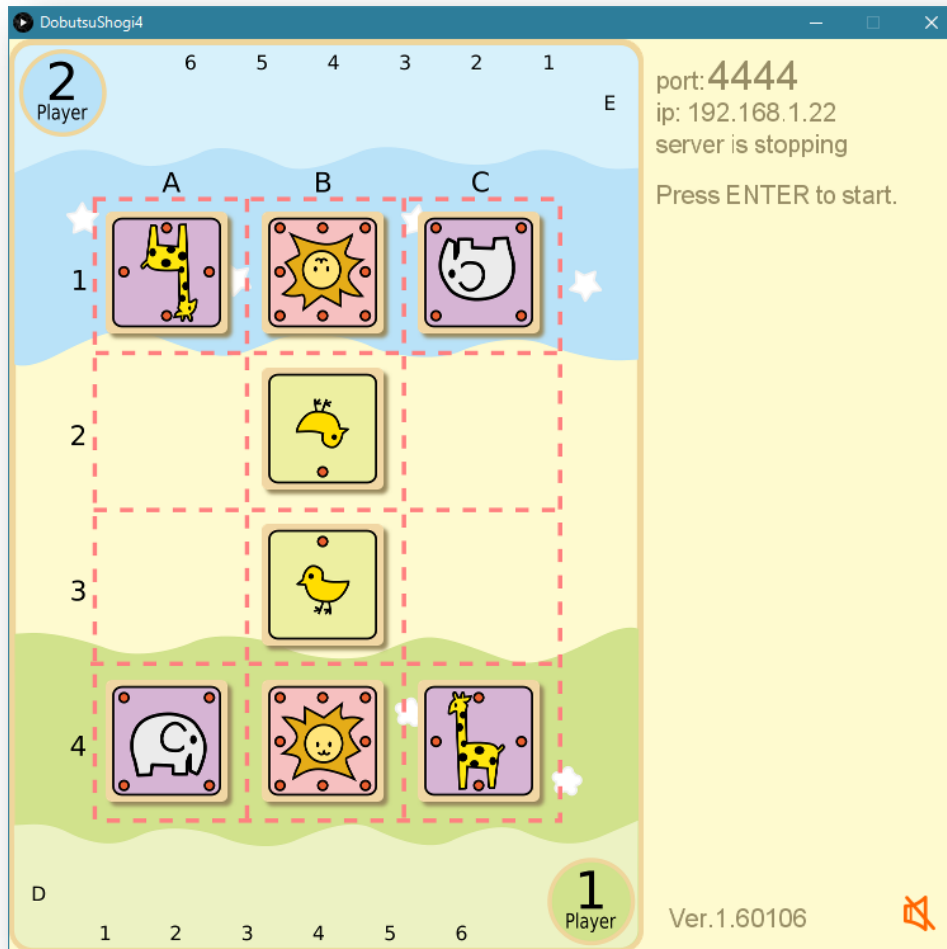 DobutsuShogi4
2
Player
6 5 4 3 2 1
E
port:4444
ip: 192.168.1.22
server is stopping
Press ENTER to start.
A B C
1
2
3
4
D
1 2 3 4 5 6
1
Player
Ver.1.60106